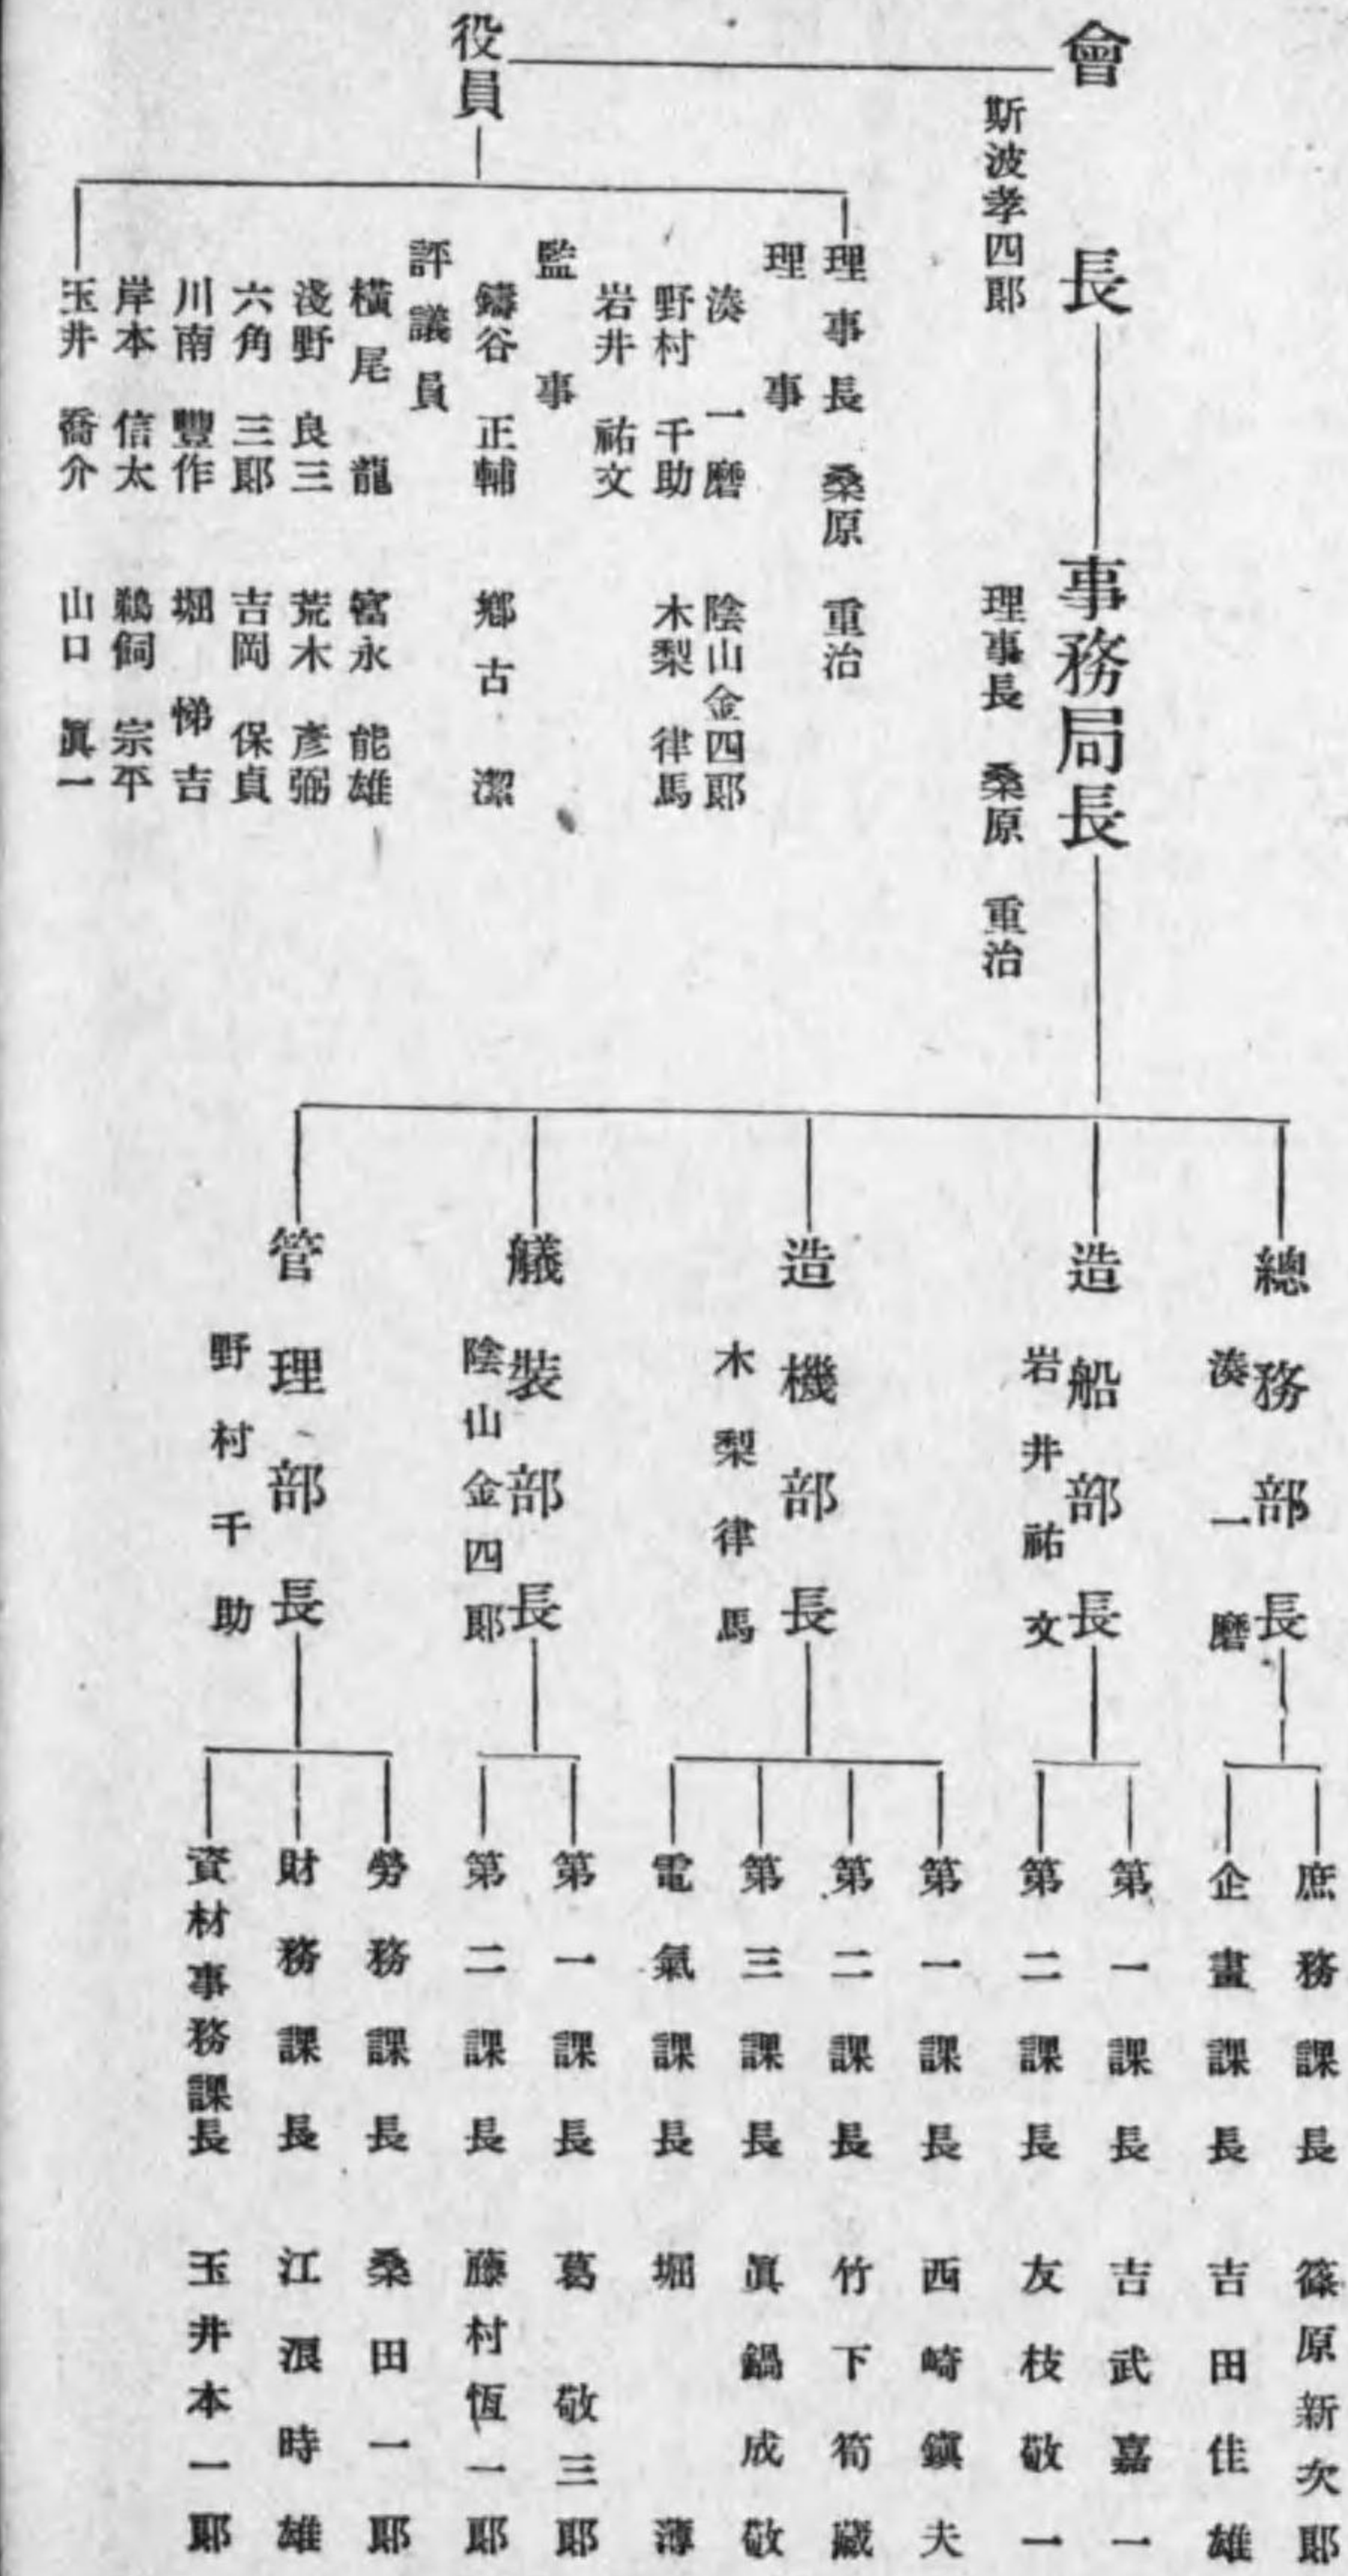 會長
斯波孝四郎
事務局長
理事長 桑原 重治
役員
理事長 桑原 重治
理事
湊 一磨 陰山金四郎
野村 千助 木梨 律馬
岩井 祐文
監事
鑄谷 正輔 鄕古 潔
評議員
橫尾 龍 富永 能雄
淺野 良三 荒木 彥弼
六角 三郎 吉岡 保貞
川南 豐作 堀 悌吉
岸本 信太 鵜飼 宗平
玉井 喬介 山口 眞一
總務部長
湊 一磨
庶務課長 篠原新次郎
企畫課長 吉田佳雄
造船部長
岩井祐文
第一課長 吉武嘉一
第二課長 友枝敬一
造機部長
木梨律馬
第一課長 西崎鎭夫
第二課長 竹下筍藏
第三課長 眞鍋成敬
電氣課長 堀 薄
艤裝部長
陰山金四郎
第一課長 葛 敬三郎
第二課長 藤村恆一郎
管理部長
野村千助
勞務課長 桑田一郎
財務課長 江浪時雄
資材事務課長 玉井本一郎